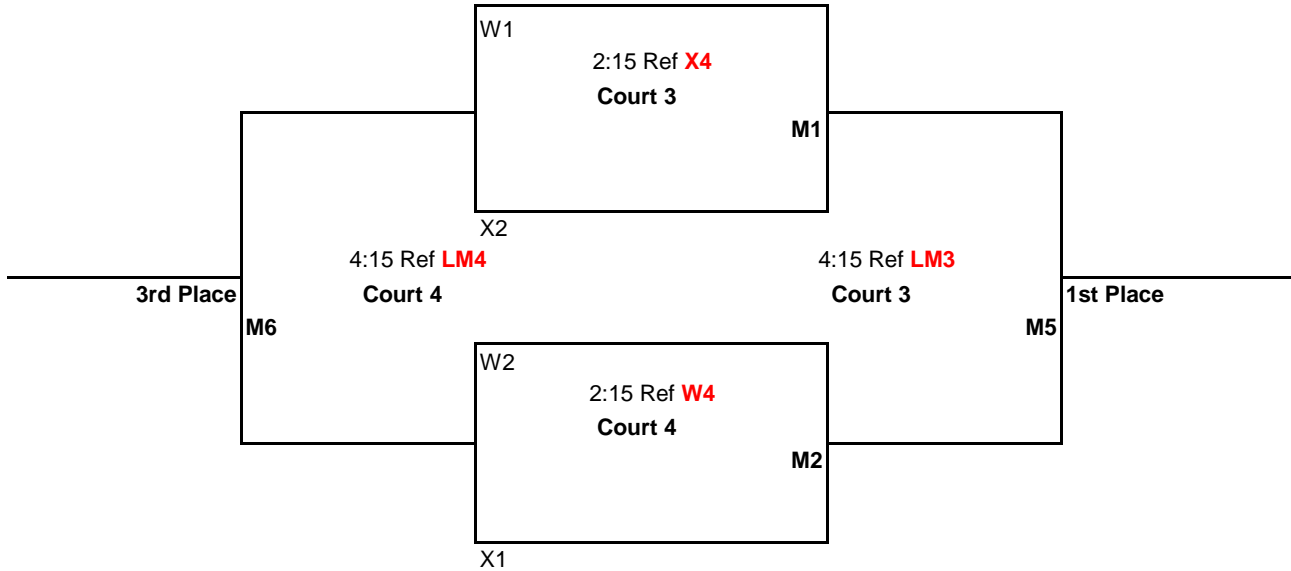 W1
2:15 Ref X4
Court 3
M1
X2
4:15 Ref LM4
Court 4
4:15 Ref LM3
Court 3
3rd Place
1st Place
M6
M5
W2
2:15 Ref W4
Court 4
M2
X1